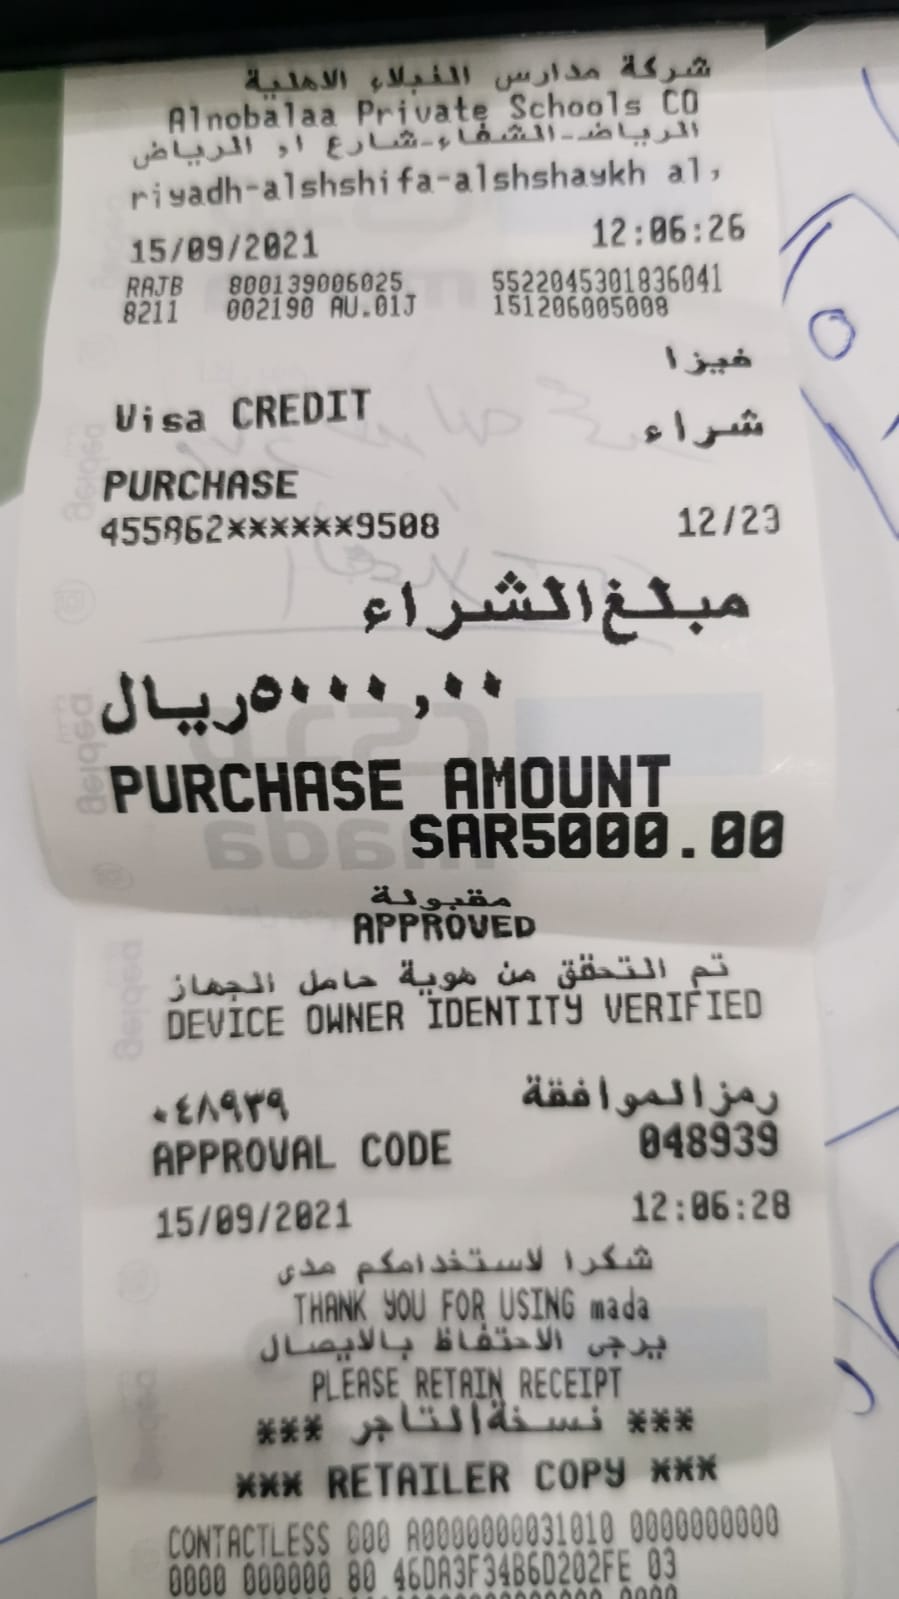 شركة مدارس النبلاء الاهلية
Alnobalaa Private Schools CO
الرياض-الشفاء-شارع ا, الرياض
riyadh-alshshifa-alshshaykh al,
15/09/2021 12:06:26
RAJB 800139006025 5522045301836041
8211 002190 AU.01J 151206005008
فيزا
Visa CREDIT
شراء
PURCHASE
455862******9508 12/23
مبلغ الشراء
٥٠٠٠,٠٠ ريال
PURCHASE AMOUNT
SAR5000.00
مقبولة
APPROVED
تم التحقق من هوية حامل الجهاز
DEVICE OWNER IDENTITY VERIFIED
رمز الموافقة ٠٤٨٩٣٩
APPROVAL CODE 048939
15/09/2021 12:06:28
شكرا لاستخدامكم مدى
THANK YOU FOR USING mada
يرجى الاحتفاظ بالايصال
PLEASE RETAIN RECEIPT
*** نسخة التاجر ***
*** RETAILER COPY ***
CONTACTLESS 000 A0000000031010 0000000000
0000 000000 80 46DA3F34B6D202FE 03